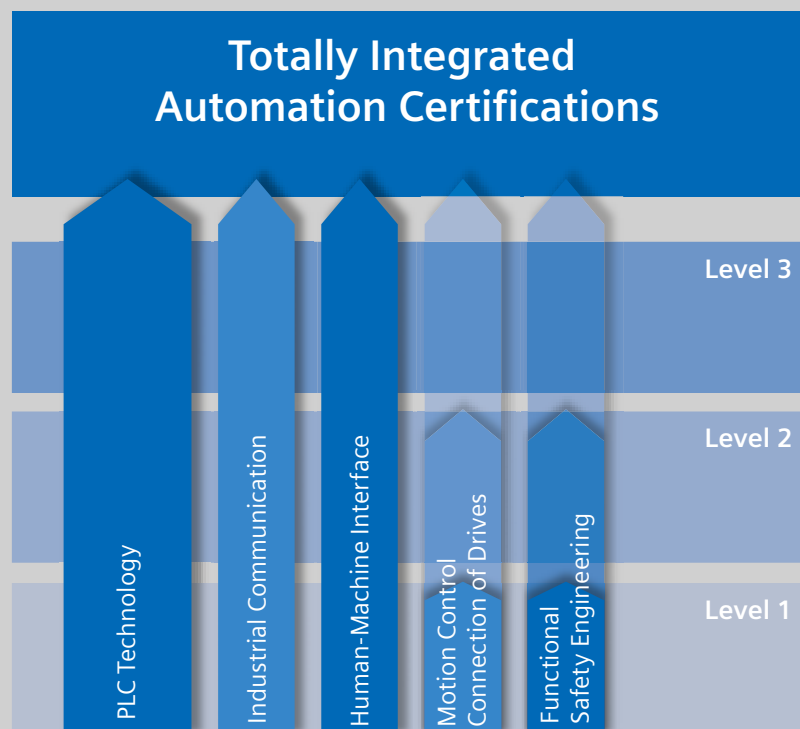 Totally Integrated
Automation Certifications
Level 3
Level 2
Level 1
PLC Technology
Industrial Communication
Human-Machine Interface
Motion Control
Connection of Drives
Functional
Safety Engineering